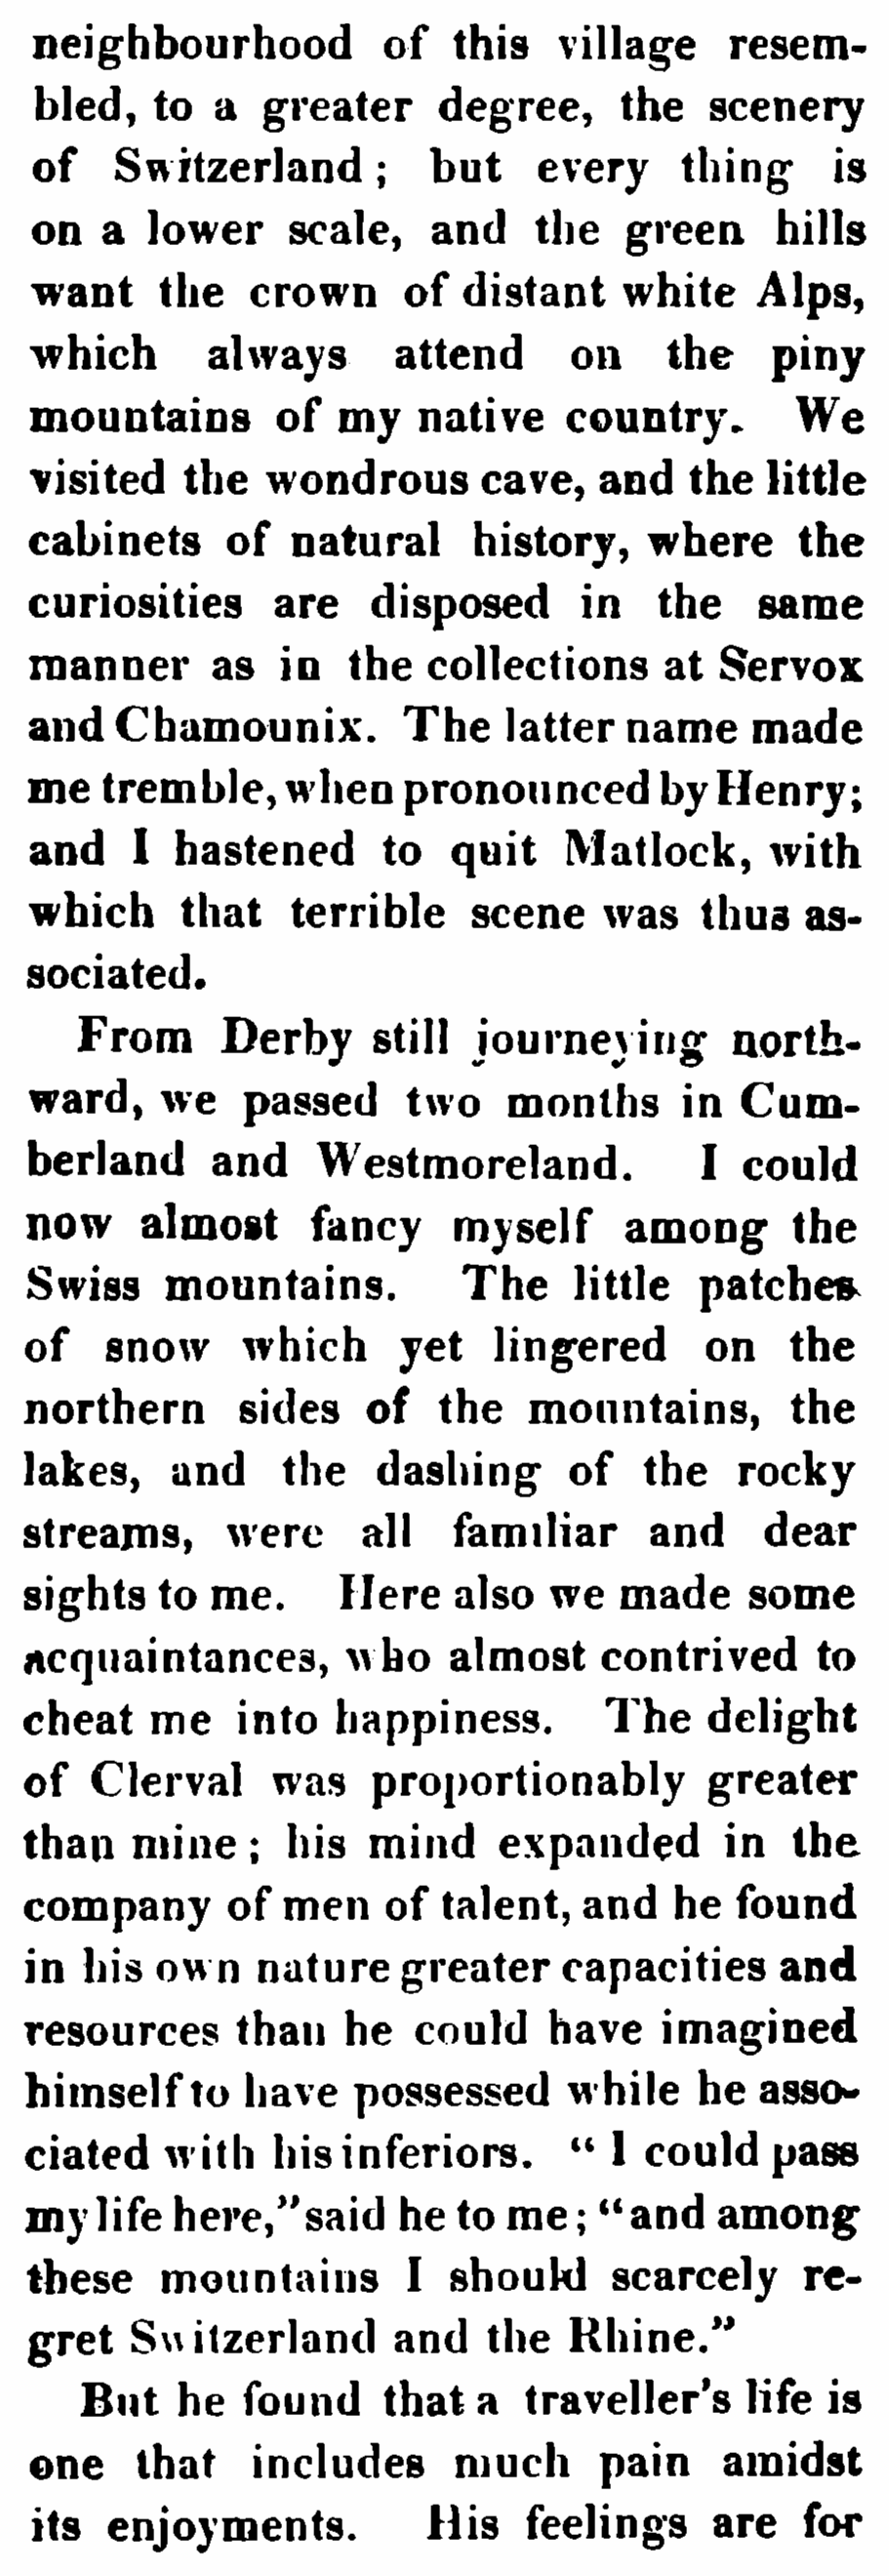 neighbourhood of this village resem-
bled, to a greater degree, the scenery
of Switzerland; but every thing is
on a lower scale, and the green hills
want the crown of distant white Alps,
which always attend on the piny
mountains of my native country. We
visited the wondrous cave, and the little
cabinets of natural history, where the
curiosities are disposed in the same
manner as in the collections at Servox
and Chamounix. The latter name made
me tremble, when pronounced by Henry;
and I hastened to quit Matlock, with
which that terrible scene was thus as-
sociated.
From Derby still journeying north-
ward, we passed two months in Cum-
berland and Westmoreland. I could
now almost fancy myself among the
Swiss mountains. The little patches
of snow which yet lingered on the
northern sides of the mountains, the
lakes, and the dashing of the rocky
streams, were all familiar and dear
sights to me. Here also we made some
acquaintances, who almost contrived to
cheat me into happiness. The delight
of Clerval was proportionably greater
than mine; his mind expanded in the
company of men of talent, and he found
in his own nature greater capacities and
resources than he could have imagined
himself to have possessed while he asso-
ciated with his inferiors. "I could pass
my life here," said he to me; "and among
these mountains I should scarcely re-
gret Switzerland and the Rhine."
But he found that a traveller's life is
one that includes much pain amidst
its enjoyments. His feelings are for